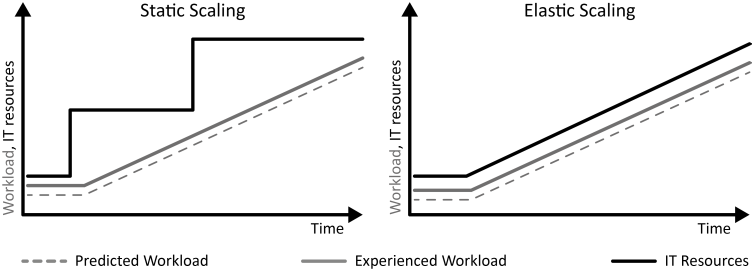 Static Scaling
Elastic Scaling
Workload, IT resources
Time
Workload, IT resources
Time
Predicted Workload
Experienced Workload
IT Resources